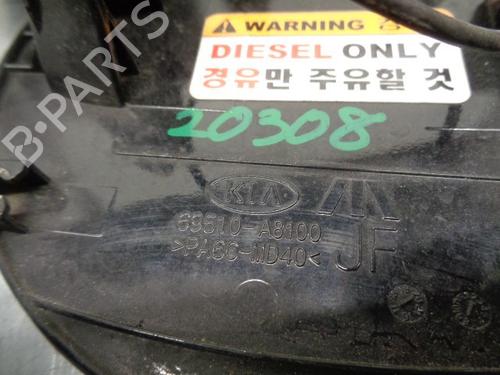 WARNING
DIESEL ONLY
경유만 주유할 것
B-PARTS
20308
KIA
69510-A8100
>PA6C-MD40<
JF